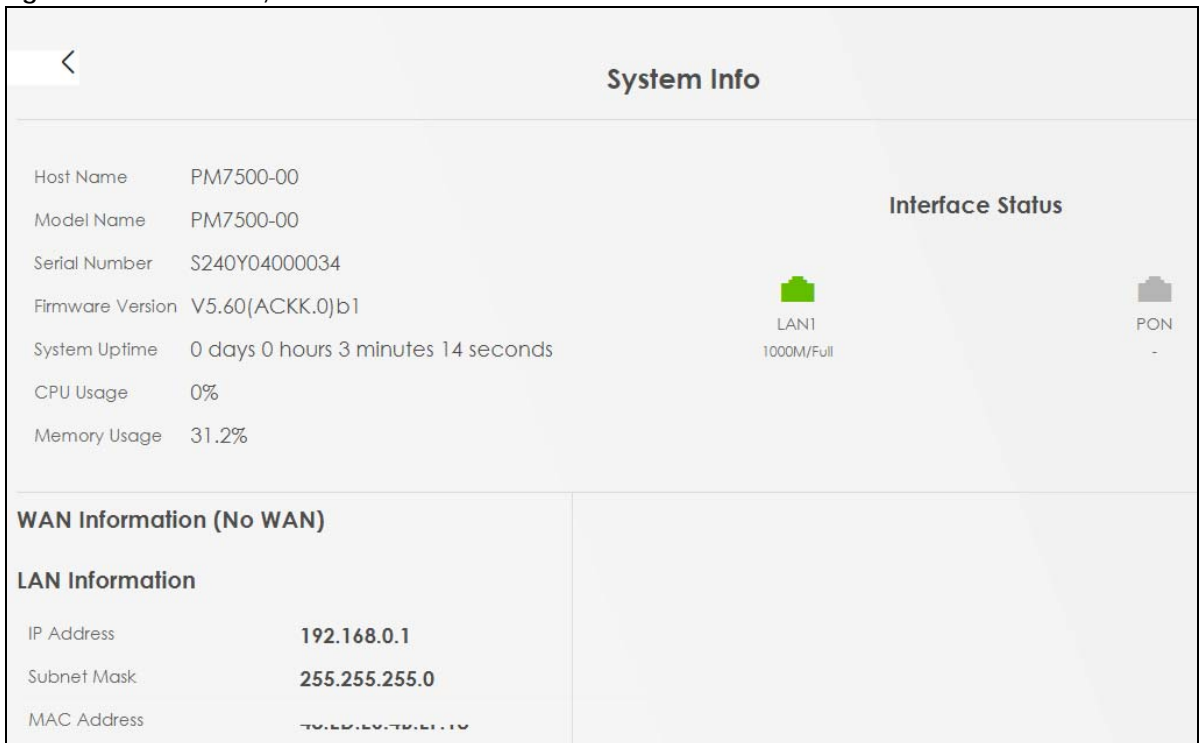 System Info
Host Name PM7500-00
Model Name PM7500-00
Serial Number S240Y04000034
Firmware Version V5.60(ACKK.0)b1
System Uptime 0 days 0 hours 3 minutes 14 seconds
CPU Usage 0%
Memory Usage 31.2%
Interface Status
LAN1
1000M/Full
PON
-
WAN Information (No WAN)
LAN Information
IP Address 192.168.0.1
Subnet Mask 255.255.255.0
MAC Address